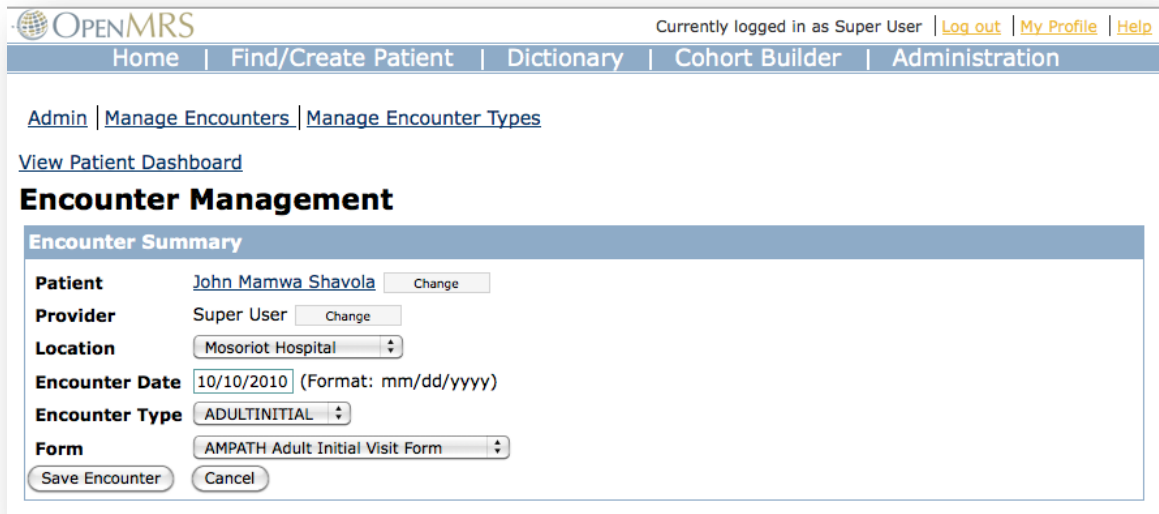 OPENMRS
Currently logged in as Super User | Log out | My Profile | Help
Home | Find/Create Patient | Dictionary | Cohort Builder | Administration
Admin | Manage Encounters | Manage Encounter Types
View Patient Dashboard
Encounter Management
Encounter Summary
Patient John Mamwa Shavola Change
Provider Super User Change
Location Mosoriot Hospital
Encounter Date 10/10/2010 (Format: mm/dd/yyyy)
Encounter Type ADULTINITIAL
Form AMPATH Adult Initial Visit Form
Save Encounter Cancel